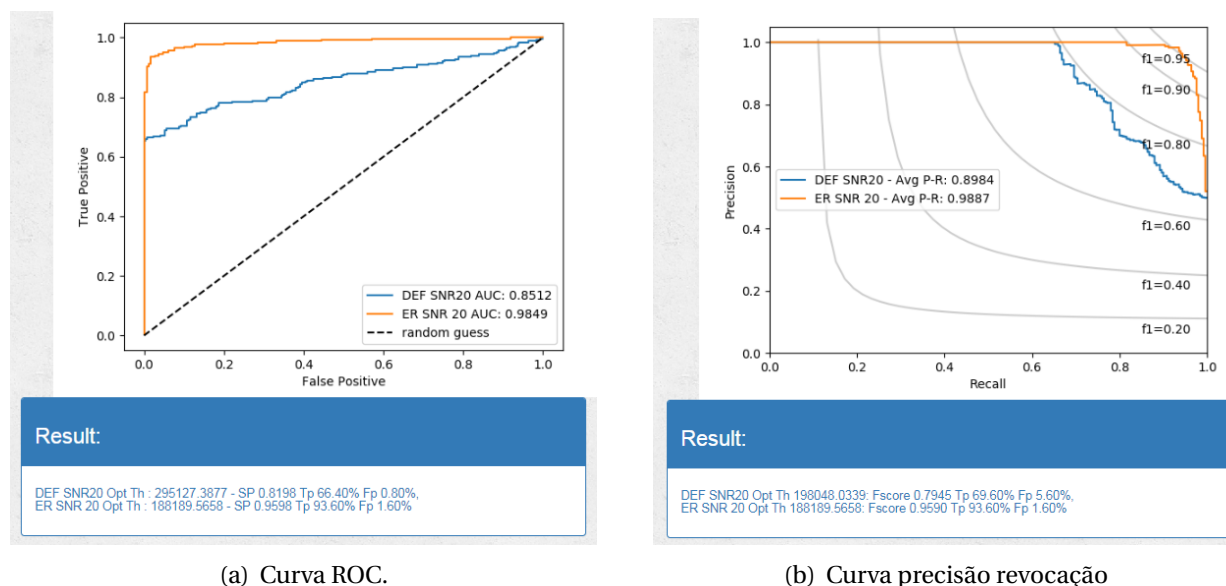 1.0
0.8
0.6
0.4
0.2
0.0
True Positive
DEF SNR20 AUC: 0.8512
ER SNR 20 AUC: 0.9849
random guess
0.0 0.2 0.4 0.6 0.8 1.0
False Positive
Result:
DEF SNR20 Opt Th : 295127.3877 - SP 0.8198 Tp 66.40% Fp 0.80%,
ER SNR 20 Opt Th : 188189.5658 - SP 0.9598 Tp 93.60% Fp 1.60%
(a) Curva ROC.
1.0
0.8
0.6
0.4
0.2
0.0
Precision
f1=0.95
f1=0.90
f1=0.80
DEF SNR20 - Avg P-R: 0.8984
ER SNR 20 - Avg P-R: 0.9887
f1=0.60
f1=0.40
f1=0.20
0.0 0.2 0.4 0.6 0.8 1.0
Recall
Result:
DEF SNR20 Opt Th 198048.0339: Fscore 0.7945 Tp 69.60% Fp 5.60%,
ER SNR 20 Opt Th 188189.5658: Fscore 0.9590 Tp 93.60% Fp 1.60%
(b) Curva precisão revocação